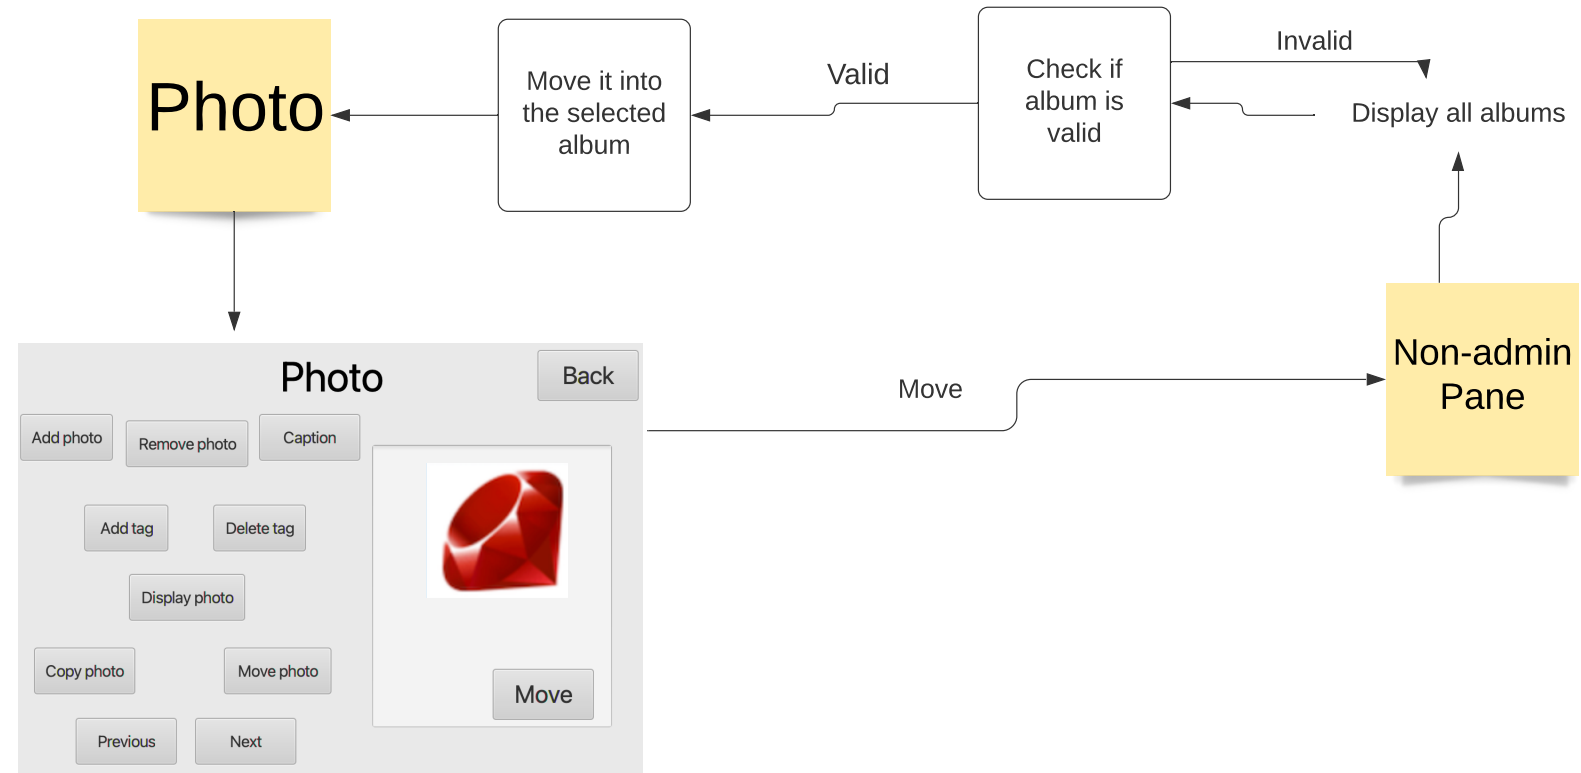 Photo
Move it into
the selected
album
Valid
Check if
album is
valid
Invalid
Display all albums
Non-admin
Pane
Move
Photo
Back
Add photo
Remove photo
Caption
Add tag
Delete tag
Display photo
Copy photo
Move photo
Move
Previous
Next